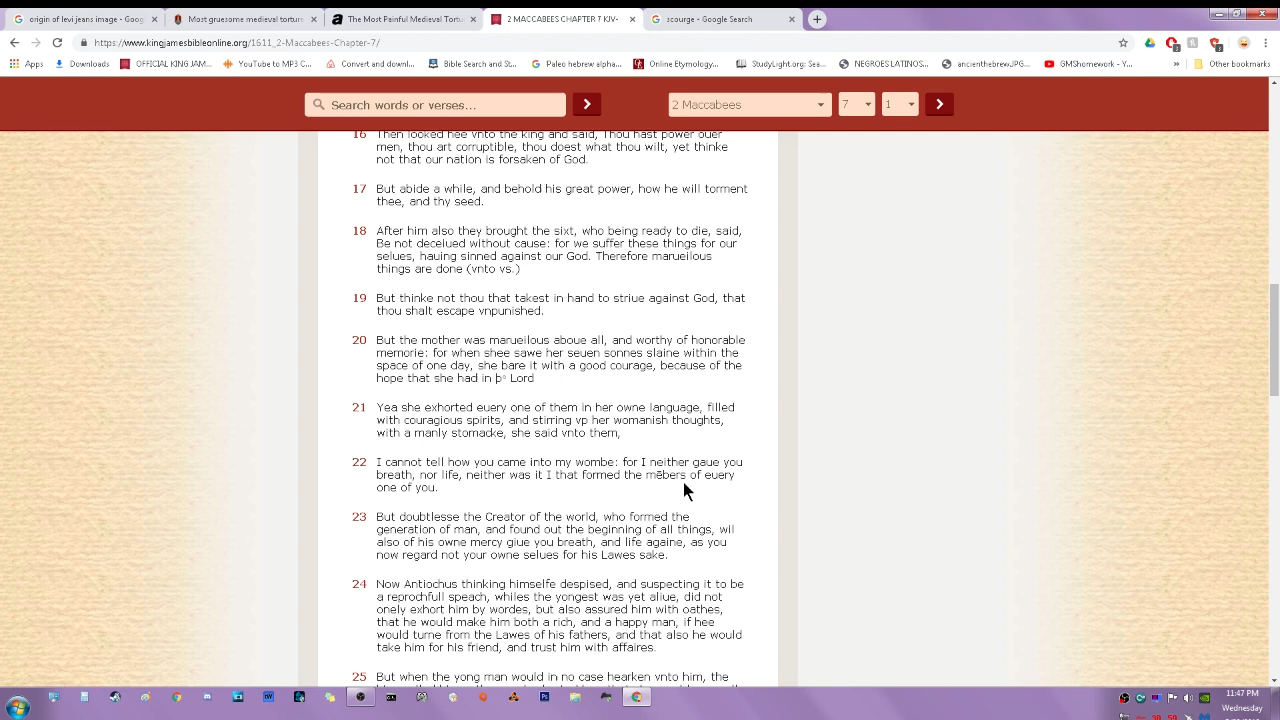 origin of levi jeans image - Goog
Most gruesome medieval torture
The Most Painful Medieval Tortu
2 MACCABEES CHAPTER 7 KJV-
scourge - Google Search
https://www.kingjamesbibleonline.org/1611_2-Maccabees-Chapter-7/
Apps
Downloads
OFFICIAL KING JAM...
YouTube to MP3 C...
Convert and downl...
Bible Search and So...
Paleo hebrew alpha...
Online Etymology...
StudyLight.org: Sea...
NEGROES LATINOS...
ancienthebrewJPG...
GMShomework - Y...
Other bookmarks
Search words or verses...
2 Maccabees
7
1
16 Then looked hee vnto the king and said, Thou hast power ouer
men, thou art corruptible, thou doest what thou wilt, yet thinke
not that our nation is forsaken of God.
17 But abide a while, and behold his great power, how he will torment
thee, and thy seed.
18 After him also they brought the sixt, who being ready to die, said,
Be not deceiued without cause: for we suffer these things for our
selues, hauing sinned against our God. Therefore marueilous
things are done (vnto vs.)
19 But thinke not thou that takest in hand to striue against God, that
thou shalt escape vnpunished.
20 But the mother was marueilous aboue all, and worthy of honorable
memorie: for when shee sawe her seuen sonnes slaine within the
space of one day, she bare it with a good courage, because of the
hope that she had in þᵉ Lord
21 Yea she exhorted euery one of them in her owne language, filled
with couragious spirits, and stirring vp her womanish thoughts,
with a manly stomacke, she said vnto them,
22 I cannot tell how you came into my wombe: for I neither gaue you
breath, nor life, neither was it I that formed the mēbers of euery
one of you.
23 But doubtlesse the Creator of the world, who formed the
generation of man, and found out the beginning of all things, wil
also of his owne mercy giue you breath, and life againe, as you
now regard not your owne selues for his Lawes sake.
24 Now Antiochus thinking himselfe despised, and suspecting it to be
a reprochfull speach, whiles the yongest was yet aliue, did not
onely exhort him by wordes, but also assured him with oathes,
that he would make him both a rich, and a happy man, if hee
would turne from the Lawes of his fathers, and that also he would
take him for his friend, and trust him with affaires.
25 But when the yong man would in no case hearken vnto him, the
11:47 PM
Wednesday